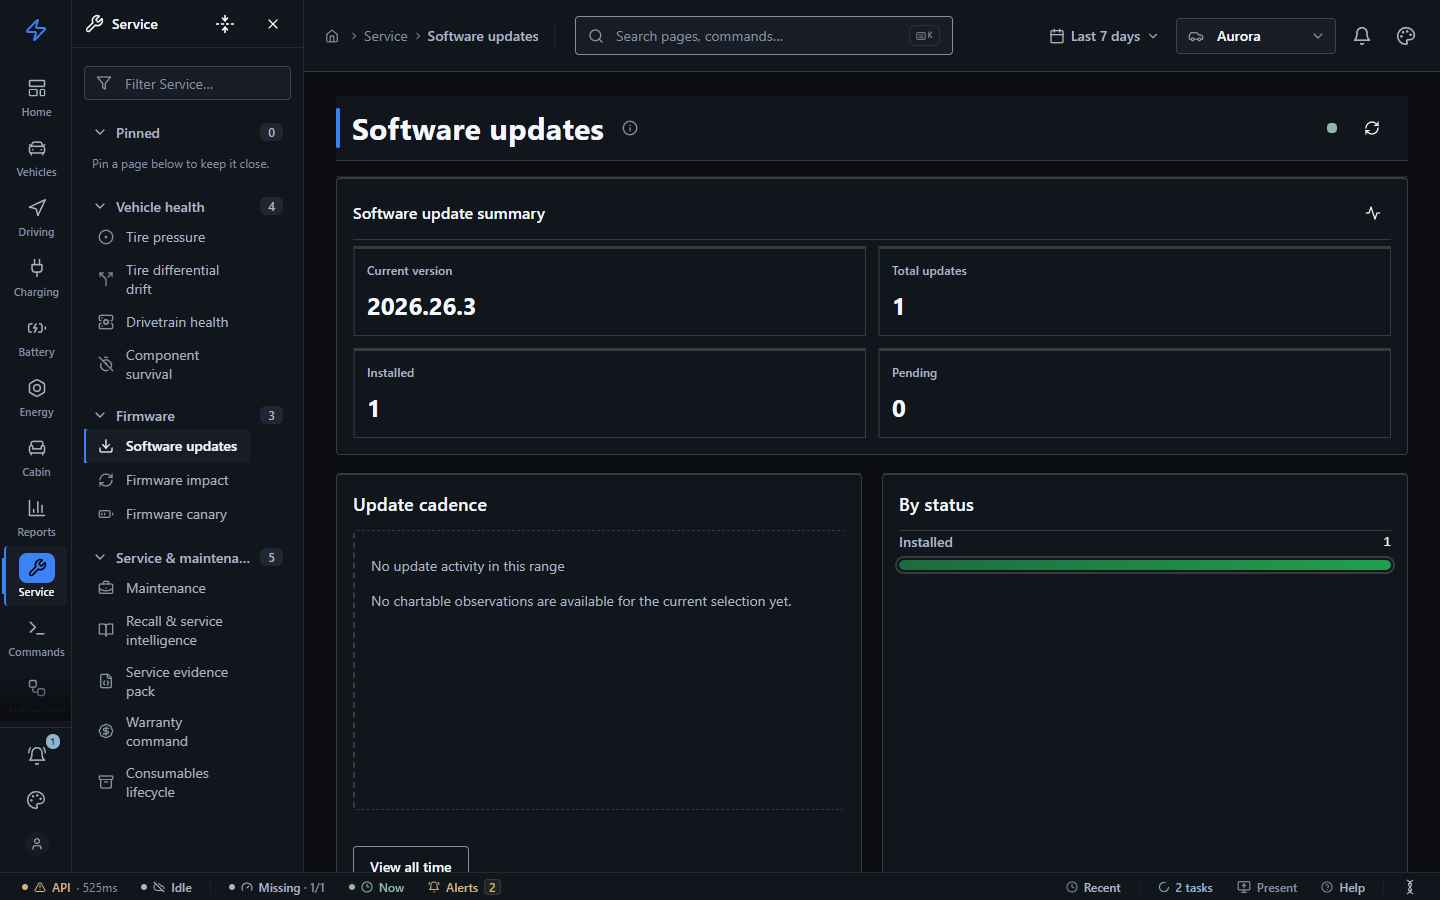 Home
Vehicles
Driving
Charging
Battery
Energy
Cabin
Reports
Service
Commands
1
Service
Filter Service...
Pinned 0
Pin a page below to keep it close.
Vehicle health 4
Tire pressure
Tire differential
drift
Drivetrain health
Component
survival
Firmware 3
Software updates
Firmware impact
Firmware canary
Service & maintena... 5
Maintenance
Recall & service
intelligence
Service evidence
pack
Warranty
command
Consumables
lifecycle
Service > Software updates
Search pages, commands...
K
Last 7 days
Aurora
Software updates
Software update summary
Current version
2026.26.3
Total updates
1
Installed
1
Pending
0
Update cadence
No update activity in this range
No chartable observations are available for the current selection yet.
View all time
By status
Installed 1
API · 525ms
Idle
Missing · 1/1
Now
Alerts 2
Recent
2 tasks
Present
Help